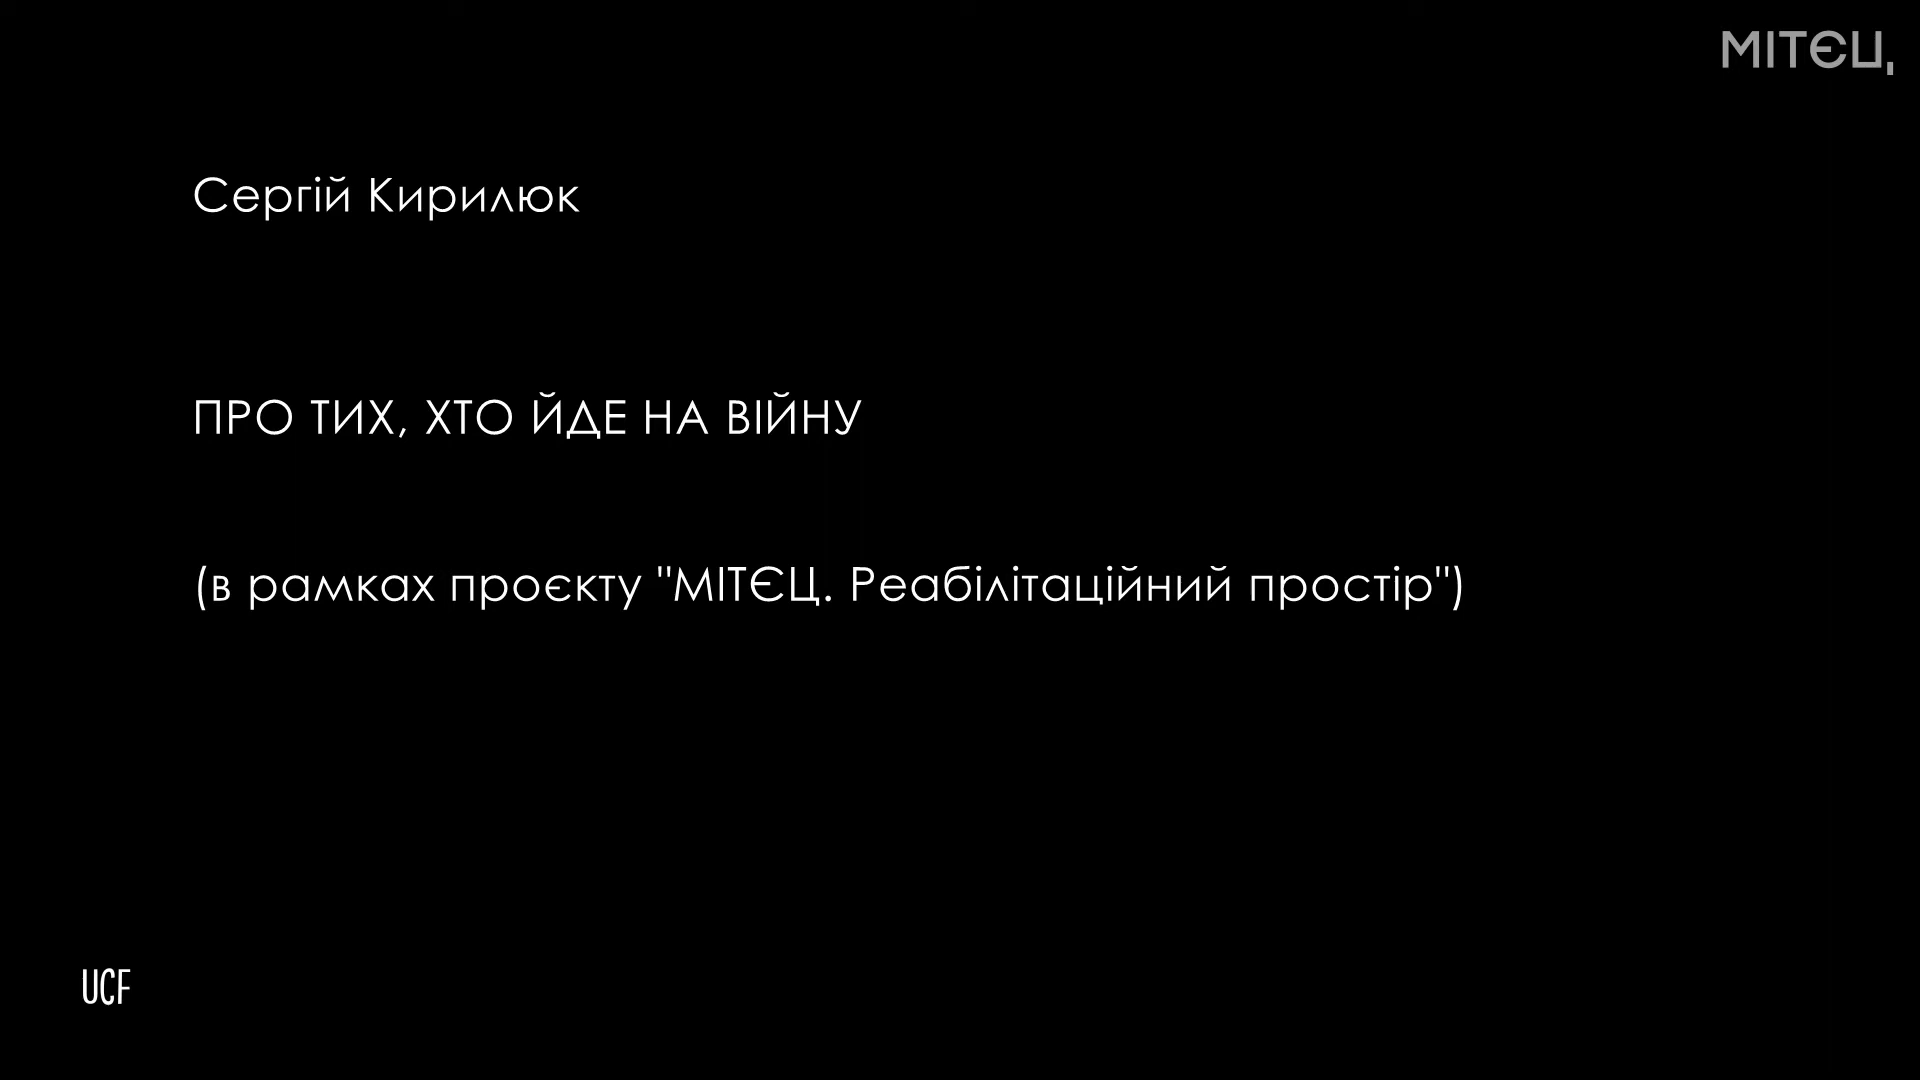 МІТЄЦ
Сергій Кирилюк
ПРО ТИХ, ХТО ЙДЕ НА ВІЙНУ
(в рамках проєкту "МІТЄЦ. Реабілітаційний простір")
UCF